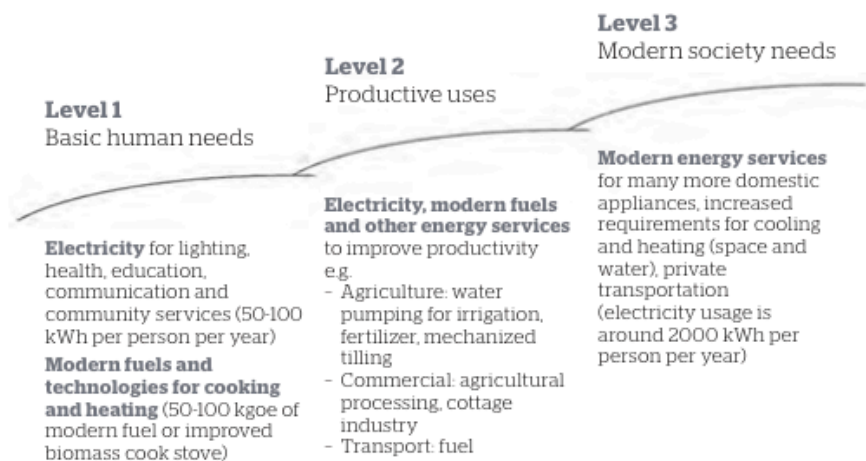 Level 1
Basic human needs
Electricity for lighting,
health, education,
communication and
community services (50-100
kWh per person per year)
Modern fuels and
technologies for cooking
and heating (50-100 kgoe of
modern fuel or improved
biomass cook stove)
Level 2
Productive uses
Electricity, modern fuels
and other energy services
to improve productivity
e.g.
- Agriculture: water
pumping for irrigation,
fertilizer, mechanized
tilling
- Commercial: agricultural
processing, cottage
industry
- Transport: fuel
Level 3
Modern society needs
Modern energy services
for many more domestic
appliances, increased
requirements for cooling
and heating (space and
water), private
transportation
(electricity usage is
around 2000 kWh per
person per year)